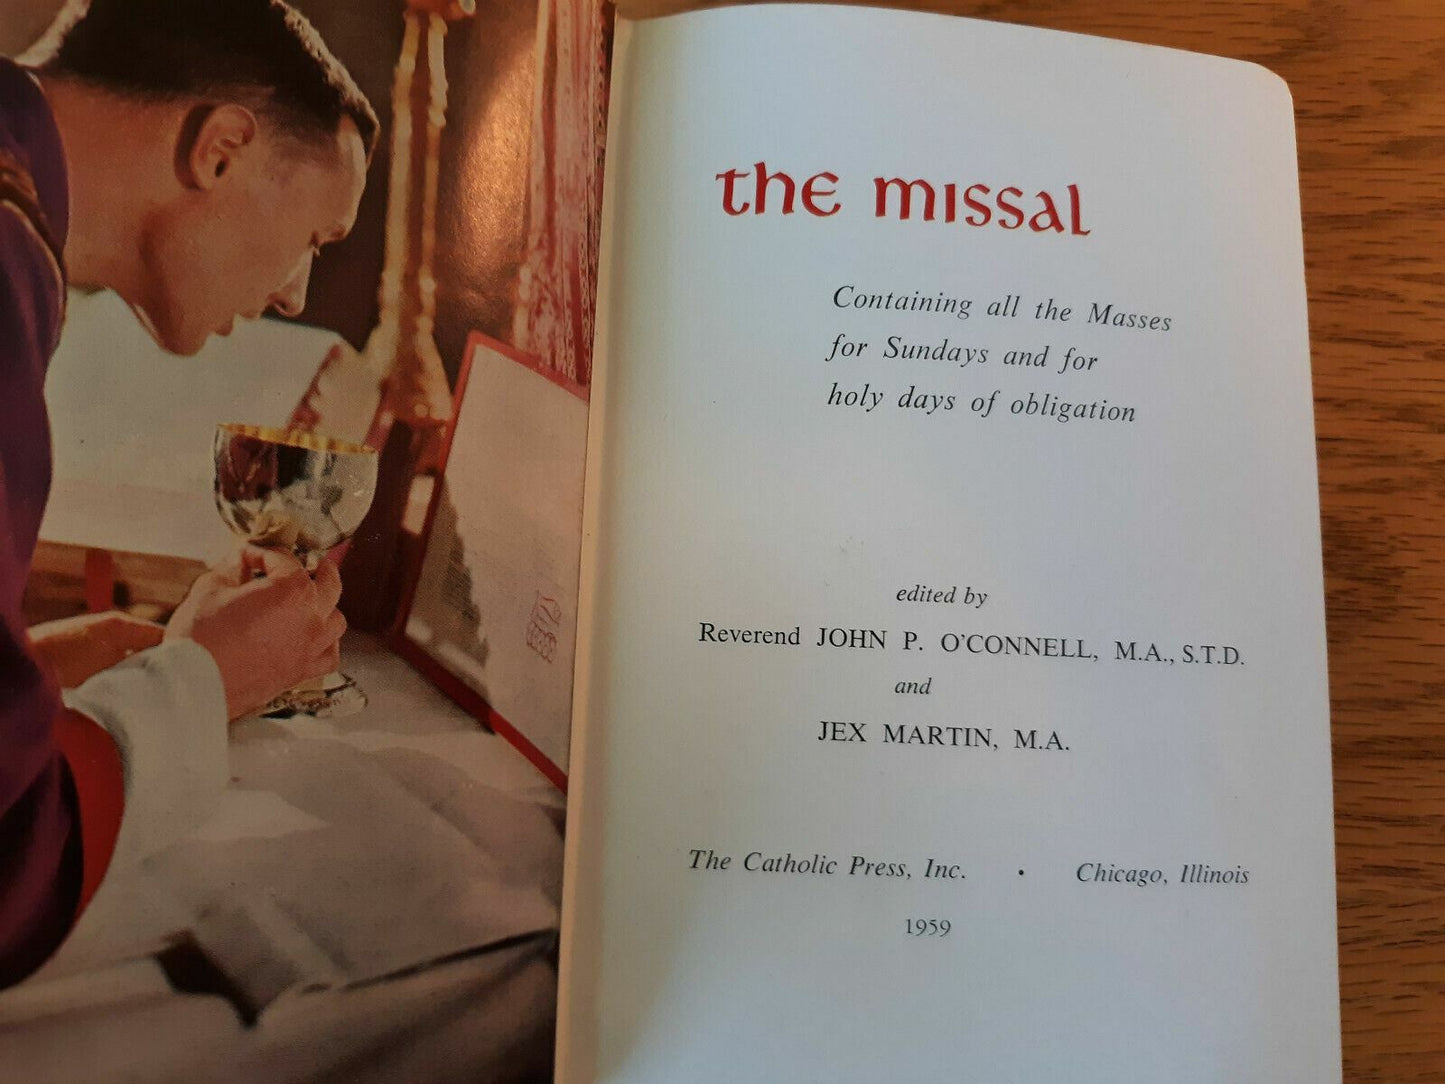 the missal
Containing all the Masses
for Sundays and for
holy days of obligation
edited by
Reverend JOHN P. O'CONNELL, M.A., S.T.D.
and
JEX MARTIN, M.A.
The Catholic Press, Inc. • Chicago, Illinois
1959